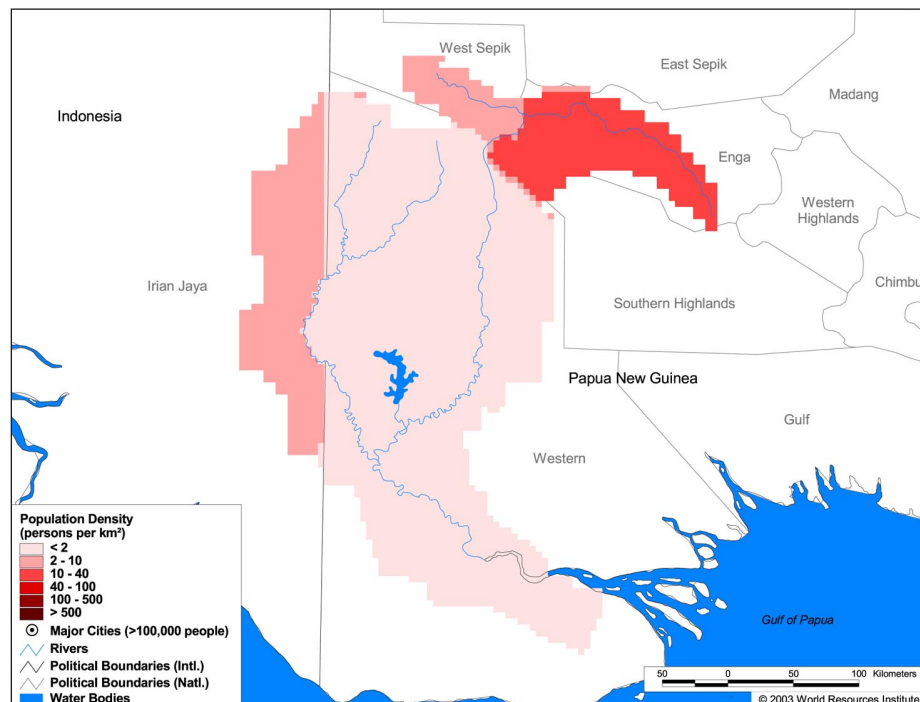 West Sepik
East Sepik
Madang
Indonesia
Enga
Western
Highlands
Irian Jaya
Chimbu
Southern Highlands
Papua New Guinea
Gulf
Western
Gulf of Papua
Population Density
(persons per km²)
< 2
2 - 10
10 - 40
40 - 100
100 - 500
> 500
Major Cities (>100,000 people)
Rivers
Political Boundaries (Intl.)
Political Boundaries (Natl.)
Water Bodies
50 0 50 100 Kilometers
© 2003 World Resources Institute